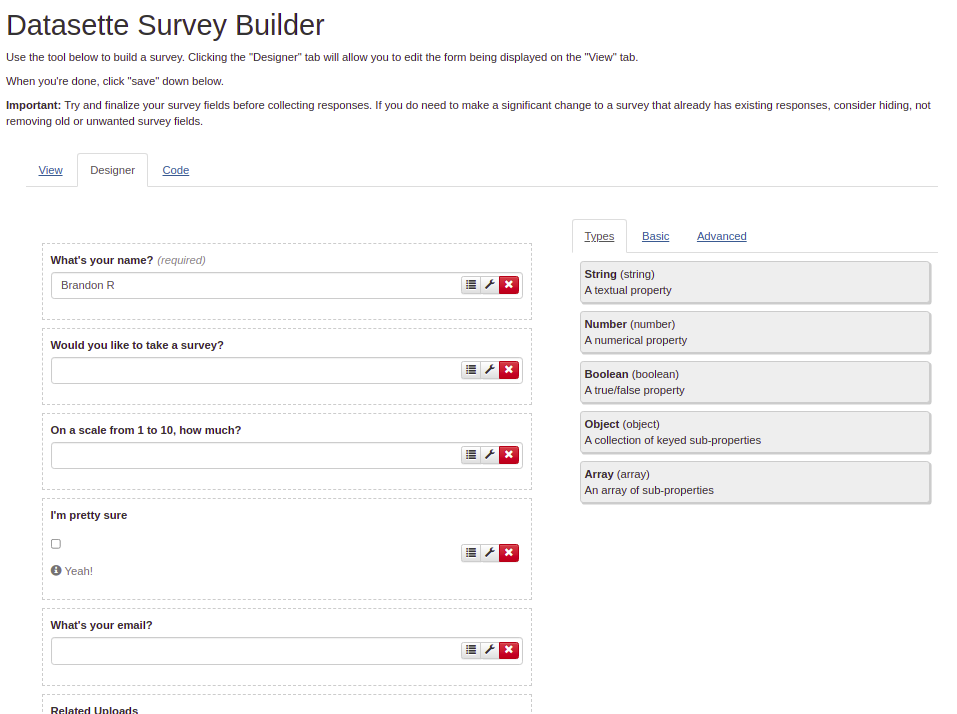 Datasette Survey Builder
Use the tool below to build a survey. Clicking the "Designer" tab will allow you to edit the form being displayed on the "View" tab.
When you're done, click "save" down below.
Important: Try and finalize your survey fields before collecting responses. If you do need to make a significant change to a survey that already has existing responses, consider hiding, not
removing old or unwanted survey fields.
View Designer Code
What's your name? (required)
Brandon R
Would you like to take a survey?
On a scale from 1 to 10, how much?
I'm pretty sure
Yeah!
What's your email?
Related Uploads
Types Basic Advanced
String (string)
A textual property
Number (number)
A numerical property
Boolean (boolean)
A true/false property
Object (object)
A collection of keyed sub-properties
Array (array)
An array of sub-properties